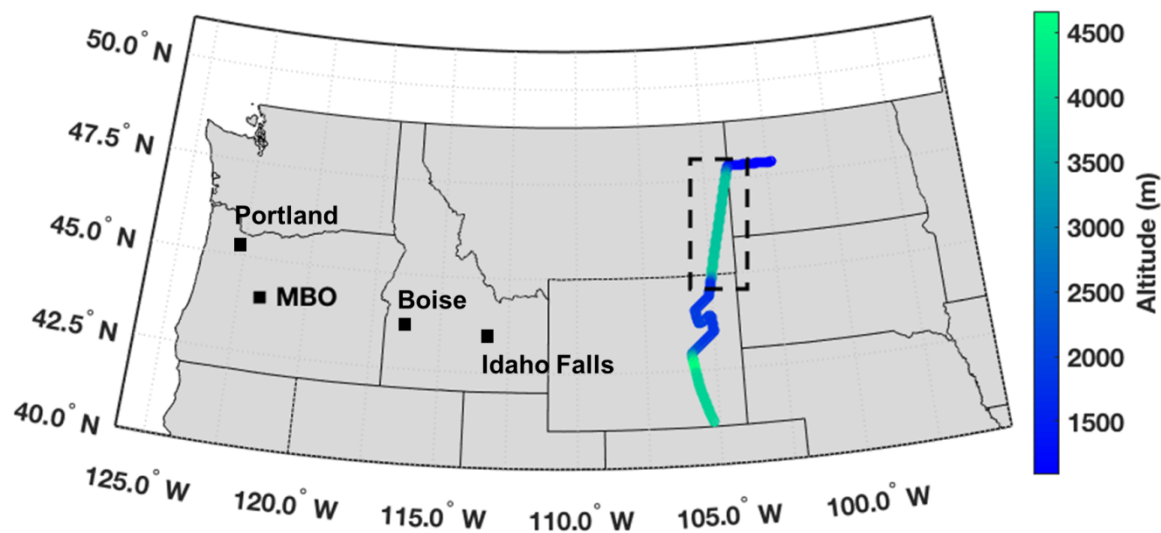 50.0° N
47.5° N
45.0° N
42.5° N
40.0° N
125.0° W
120.0° W
115.0° W
110.0° W
105.0° W
100.0° W
Portland
MBO
Boise
Idaho Falls
4500
4000
3500
3000
2500
2000
1500
Altitude (m)